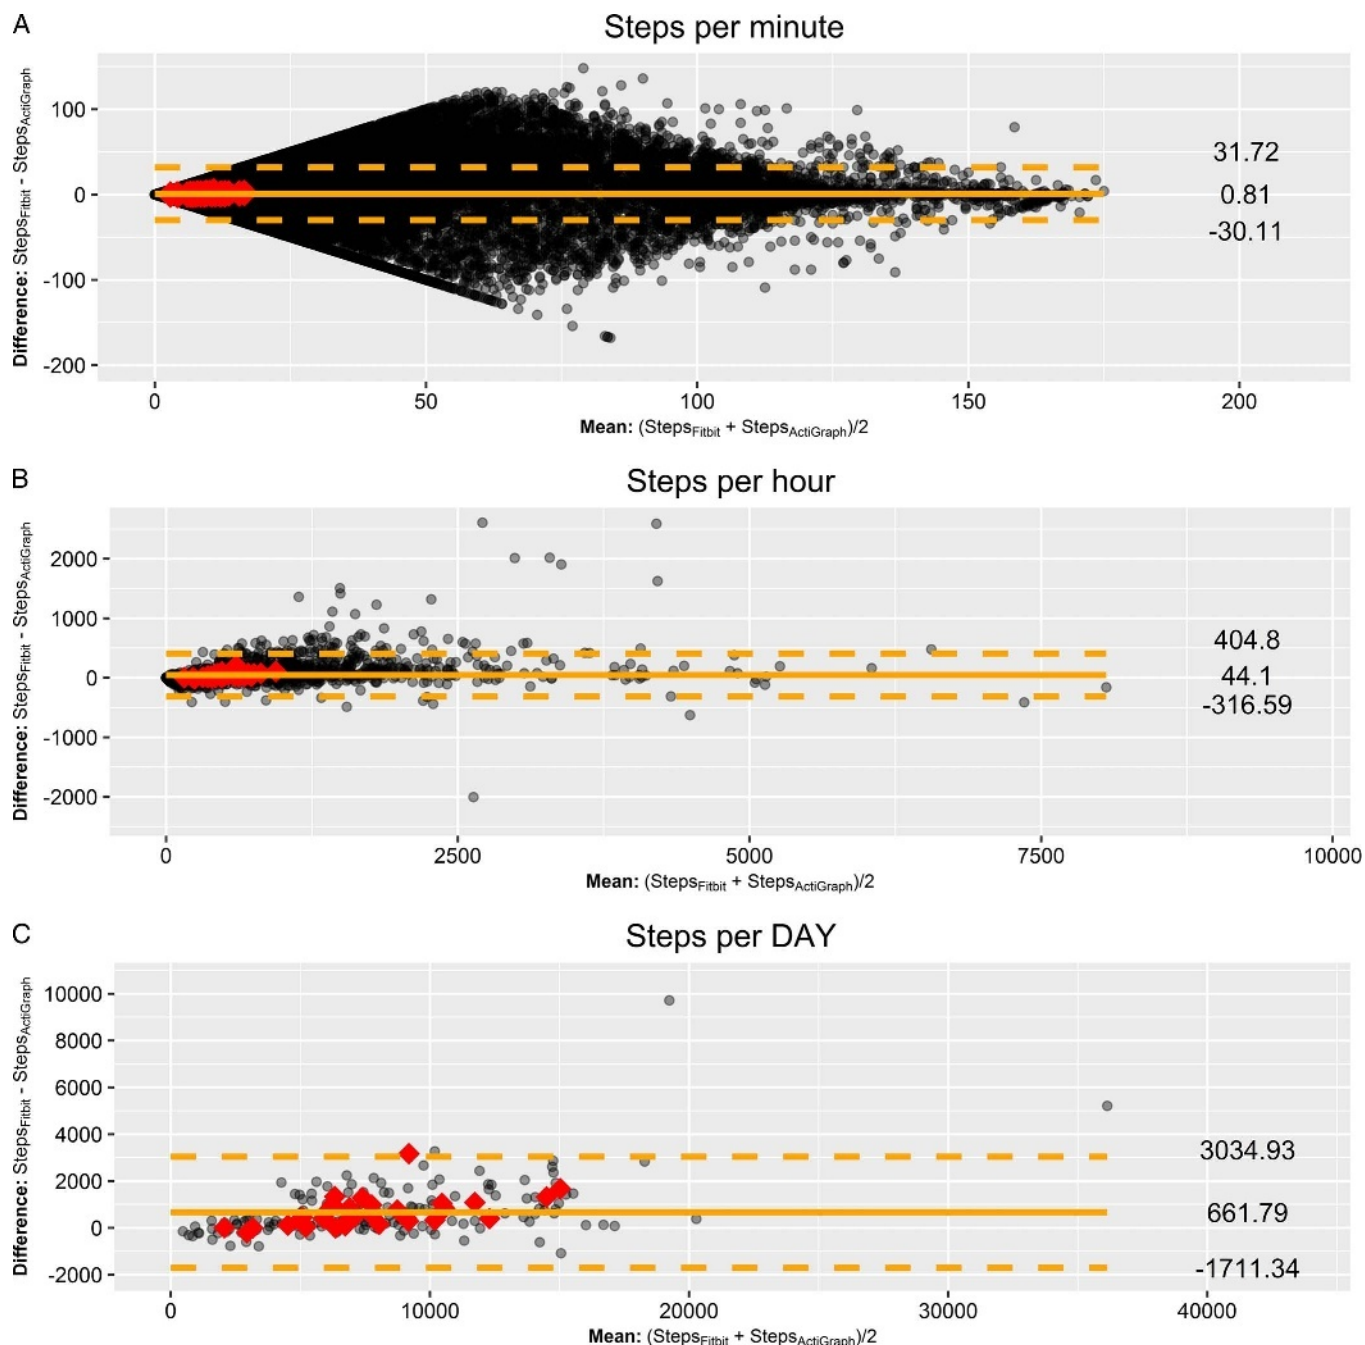 A
Steps per minute
Difference: StepsFitbit - StepsActiGraph
100
0
-100
-200
31.72
0.81
-30.11
0 50 100 150 200
Mean: (StepsFitbit + StepsActiGraph)/2
B
Steps per hour
Difference: StepsFitbit - StepsActiGraph
2000
1000
0
-1000
-2000
404.8
44.1
-316.59
0 2500 5000 7500 10000
Mean: (StepsFitbit + StepsActiGraph)/2
C
Steps per DAY
Difference: StepsFitbit - StepsActiGraph
10000
8000
6000
4000
2000
0
-2000
3034.93
661.79
-1711.34
0 10000 20000 30000 40000
Mean: (StepsFitbit + StepsActiGraph)/2